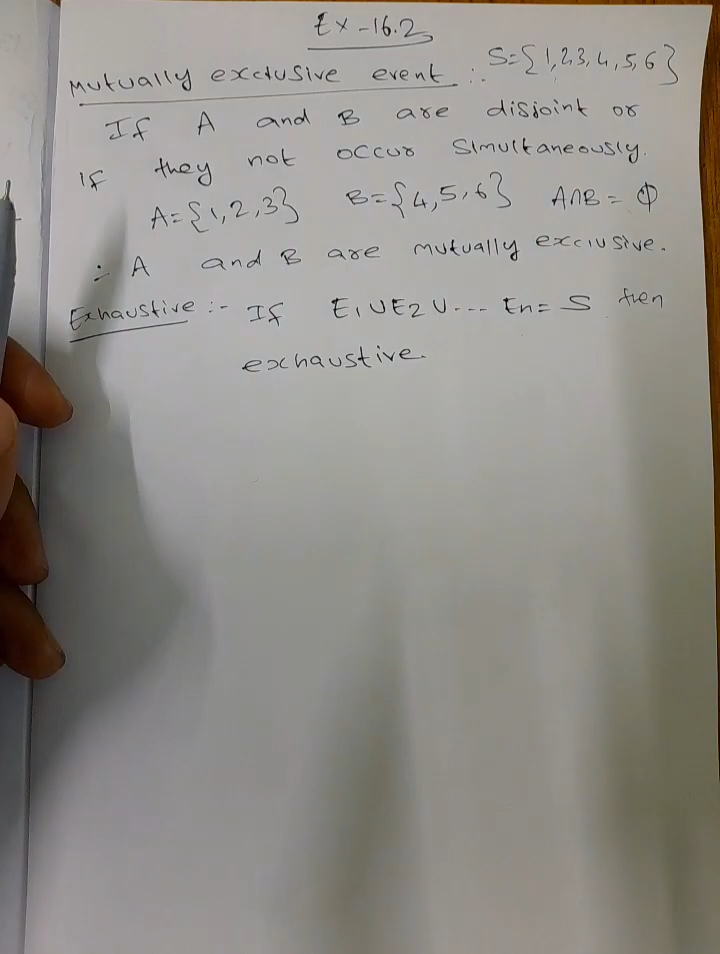 Ex-16.2
Mutually exclusive event :. S={1,2,3,4,5,6}
If A and B are disjoint or
if they not occur simultaneously.
A={1,2,3} B={4,5,6} A∩B = Φ
∴ A and B are mutually exclusive.
Exhaustive :- If E1∪E2∪... En= S then
exhaustive.